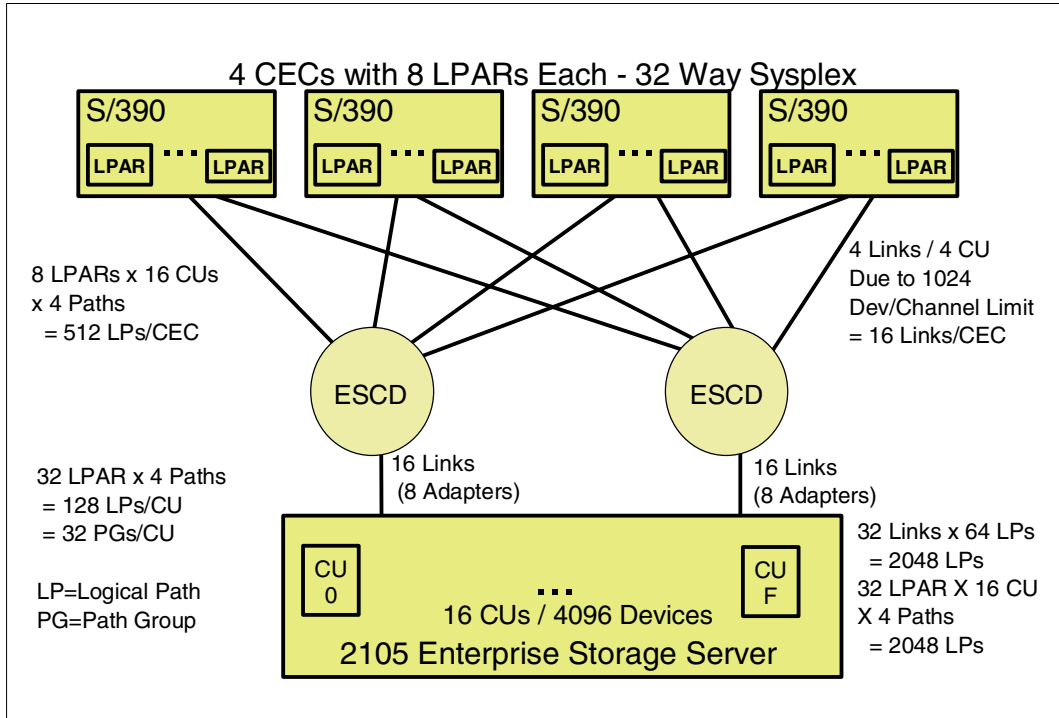 4 CECs with 8 LPARs Each - 32 Way Sysplex
S/390
LPAR ... LPAR
S/390
LPAR ... LPAR
S/390
LPAR ... LPAR
S/390
LPAR ... LPAR
8 LPARs x 16 CUs
x 4 Paths
= 512 LPs/CEC
4 Links / 4 CU
Due to 1024
Dev/Channel Limit
= 16 Links/CEC
ESCD
ESCD
32 LPAR x 4 Paths
= 128 LPs/CU
= 32 PGs/CU
LP=Logical Path
PG=Path Group
16 Links
(8 Adapters)
16 Links
(8 Adapters)
32 Links x 64 LPs
= 2048 LPs
32 LPAR X 16 CU
X 4 Paths
= 2048 LPs
CU
0
...
CU
F
16 CUs / 4096 Devices
2105 Enterprise Storage Server